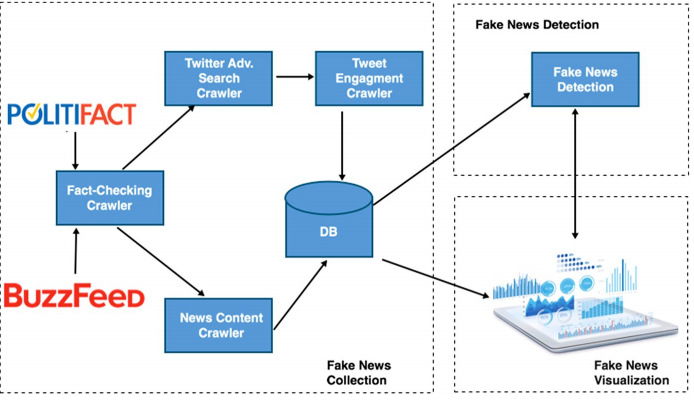 Fake News Detection
Twitter Adv.
Search
Crawler
Tweet
Engagment
Crawler
Fake News
Detection
POLITIFACT
Fact-Checking
Crawler
DB
BuzzFeed
News Content
Crawler
Fake News
Collection
Fake News
Visualization